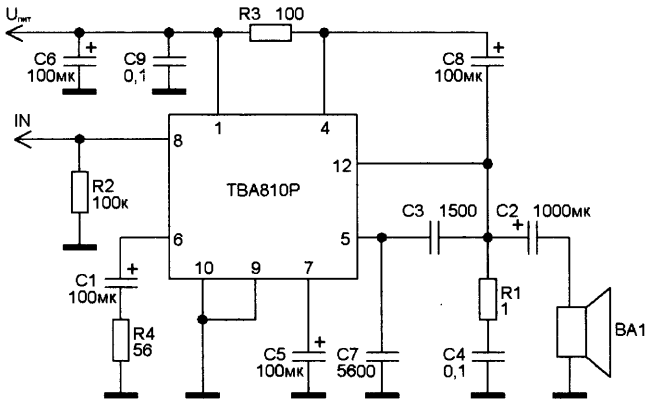 Uпит
R3 100
C6
100мк
C9
0,1
C8
100мк
IN
1
4
8
12
R2
100к
TBA810P
C3 1500
C2 1000мк
+
6
5
C1
100мк
+
10
9
7
R1
1
BA1
R4
56
C5
100мк
+
C7
5600
C4
0,1
+
+